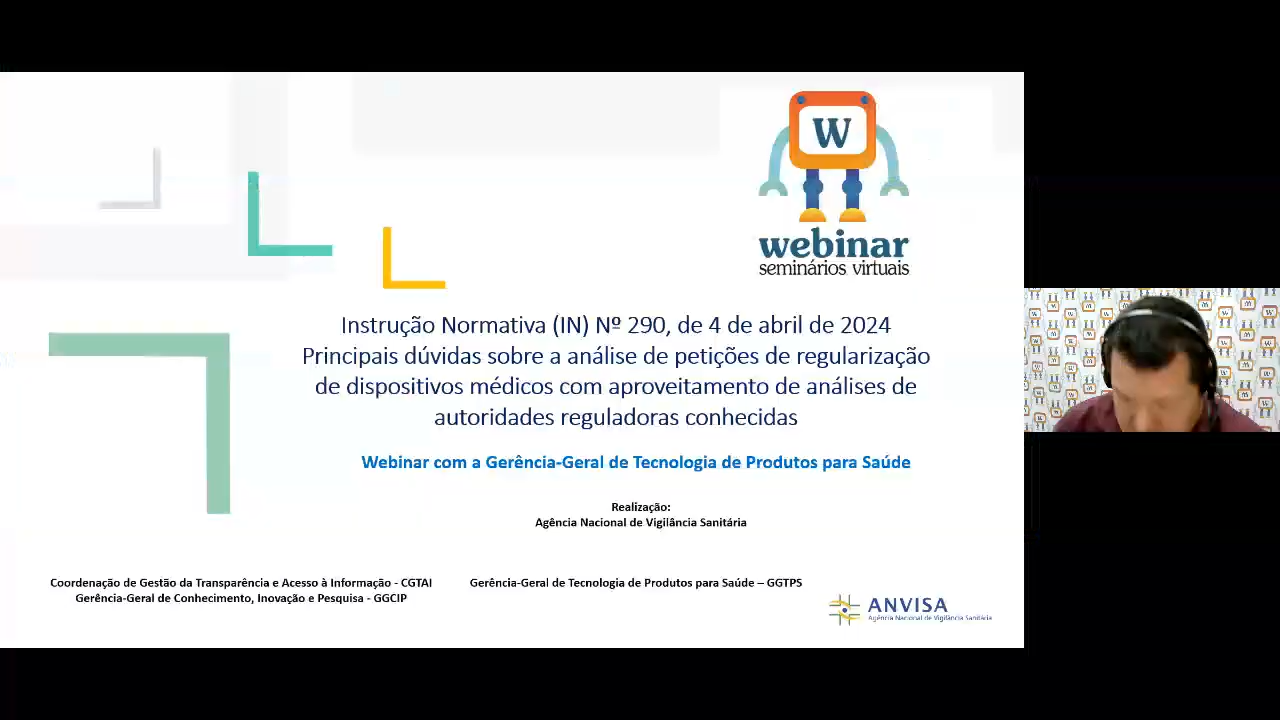 W
webinar
seminários virtuais
Instrução Normativa (IN) Nº 290, de 4 de abril de 2024
Principais dúvidas sobre a análise de petições de regularização
de dispositivos médicos com aproveitamento de análises de
autoridades reguladoras conhecidas
Webinar com a Gerência-Geral de Tecnologia de Produtos para Saúde
Realização:
Agência Nacional de Vigilância Sanitária
Coordenação de Gestão da Transparência e Acesso à Informação - CGTAI
Gerência-Geral de Conhecimento, Inovação e Pesquisa - GGCIP
Gerência-Geral de Tecnologia de Produtos para Saúde – GGTPS
ANVISA
Agência Nacional de Vigilância Sanitária